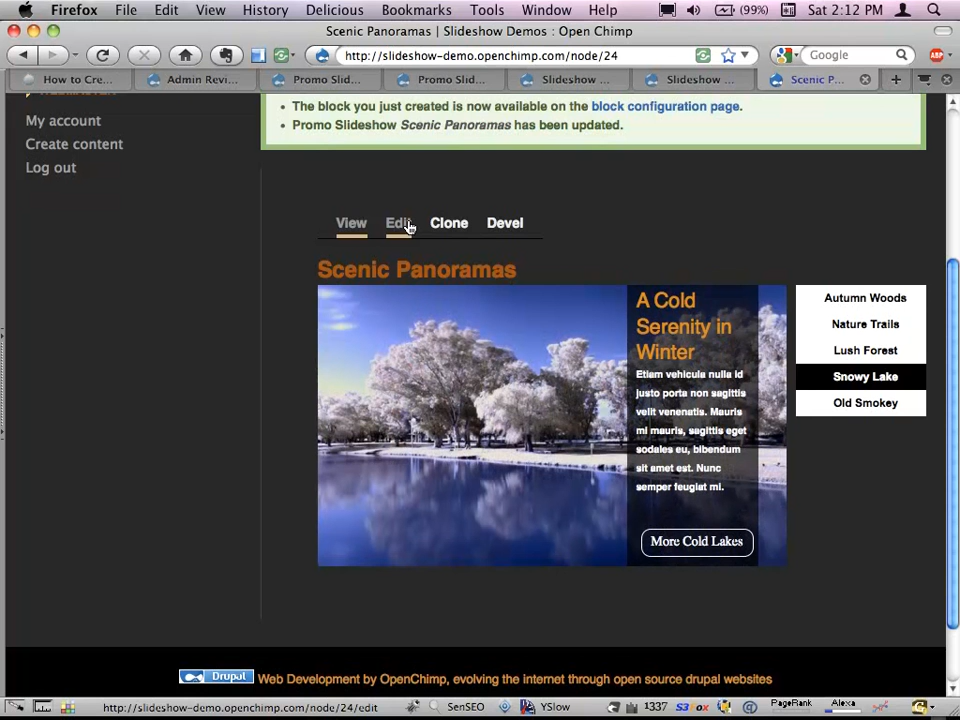 Firefox File Edit View History Delicious Bookmarks Tools Window Help (99%) Sat 2:12 PM
Scenic Panoramas | Slideshow Demos : Open Chimp
http://slideshow-demo.openchimp.com/node/24 Google ABP
How to Cre... Admin Revi... Promo Slid... Promo Slid... Slideshow ... Slideshow ... Scenic P...
My account
Create content
Log out
The block you just created is now available on the block configuration page.
Promo Slideshow Scenic Panoramas has been updated.
View Edit Clone Devel
Scenic Panoramas
A Cold
Serenity in
Winter
Etiam vehicula nulla id
justo porta non sagittis
velit venenatis. Mauris
mi mauris, sagittis eget
sodales eu, bibendum
sit amet est. Nunc
semper feugiat mi.
More Cold Lakes
Autumn Woods
Nature Trails
Lush Forest
Snowy Lake
Old Smokey
Drupal Web Development by OpenChimp, evolving the internet through open source drupal websites
http://slideshow-demo.openchimp.com/node/24/edit SenSEO YSlow 1337 S3Fox @ PageRank Alexa